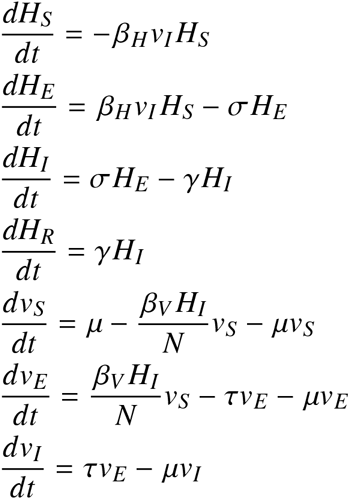 dH_S/dt = −β_H v_I H_S
dH_E/dt = β_H v_I H_S − σH_E
dH_I/dt = σH_E − γH_I
dH_R/dt = γH_I
dv_S/dt = μ − (β_V H_I/N) v_S − μv_S
dv_E/dt = (β_V H_I/N) v_S − τv_E − μv_E
dv_I/dt = τv_E − μv_I